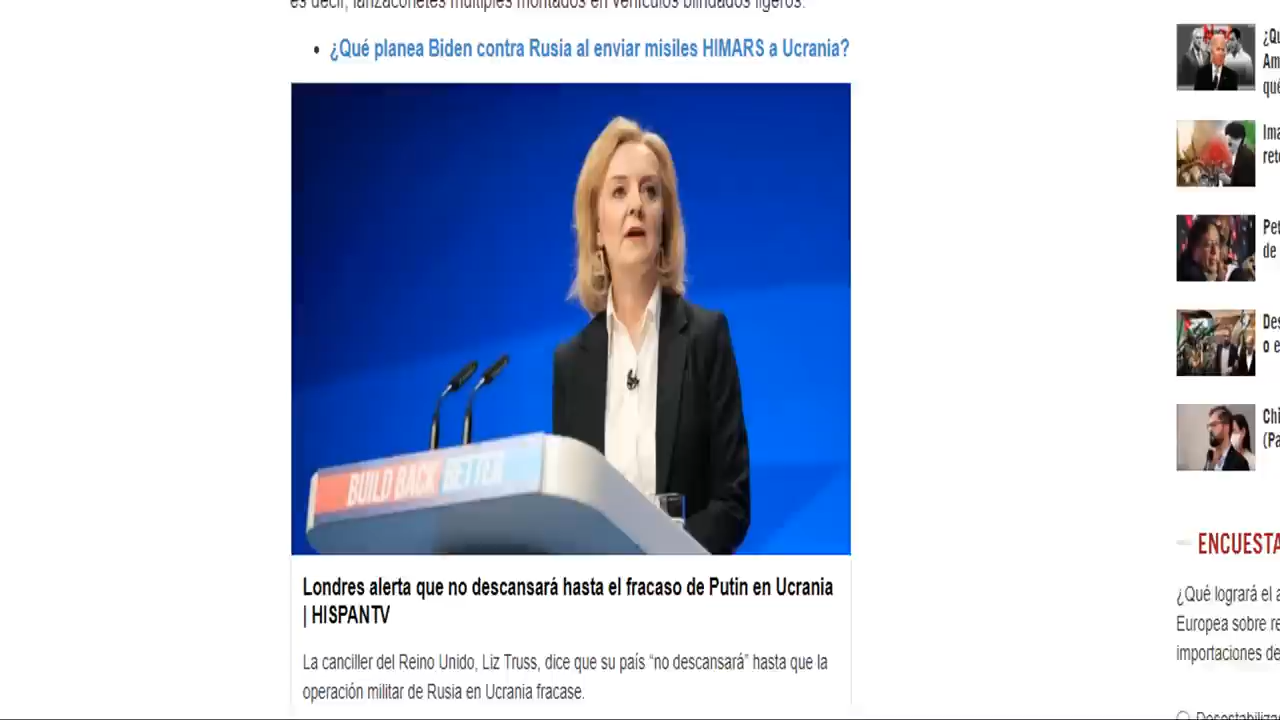 es decir, lanzacohetes múltiples montados en vehículos blindados ligeros.
¿Qué planea Biden contra Rusia al enviar misiles HIMARS a Ucrania?
BUILD BACK BETTER
Londres alerta que no descansará hasta el fracaso de Putin en Ucrania
| HISPANTV
La canciller del Reino Unido, Liz Truss, dice que su país “no descansará” hasta que la
operación militar de Rusia en Ucrania fracase.
¿Qu
Am
qué
Ima
reto
Pet
de
Des
o e
Chi
(Pa
ENCUESTA
¿Qué logrará el a
Europea sobre re
importaciones de
Desestabiliza